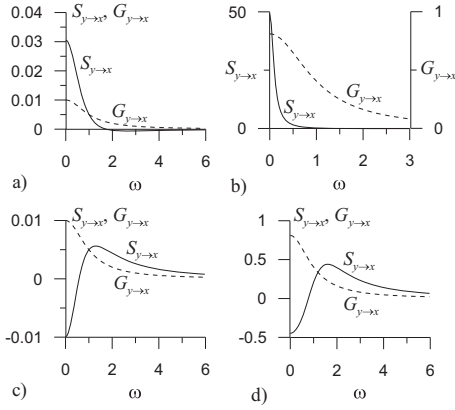 S_{y→x}, G_{y→x}
0.04
0.03
0.02
0.01
0
S_{y→x}
G_{y→x}
0 2 4 6
a) ω
50
0
S_{y→x}
S_{y→x}
G_{y→x}
1
0
G_{y→x}
0 1 2 3
b) ω
S_{y→x}, G_{y→x}
0.01
0
-0.01
S_{y→x}
G_{y→x}
0 2 4 6
c) ω
S_{y→x}, G_{y→x}
1
0.5
0
-0.5
S_{y→x}
G_{y→x}
0 2 4 6
d) ω